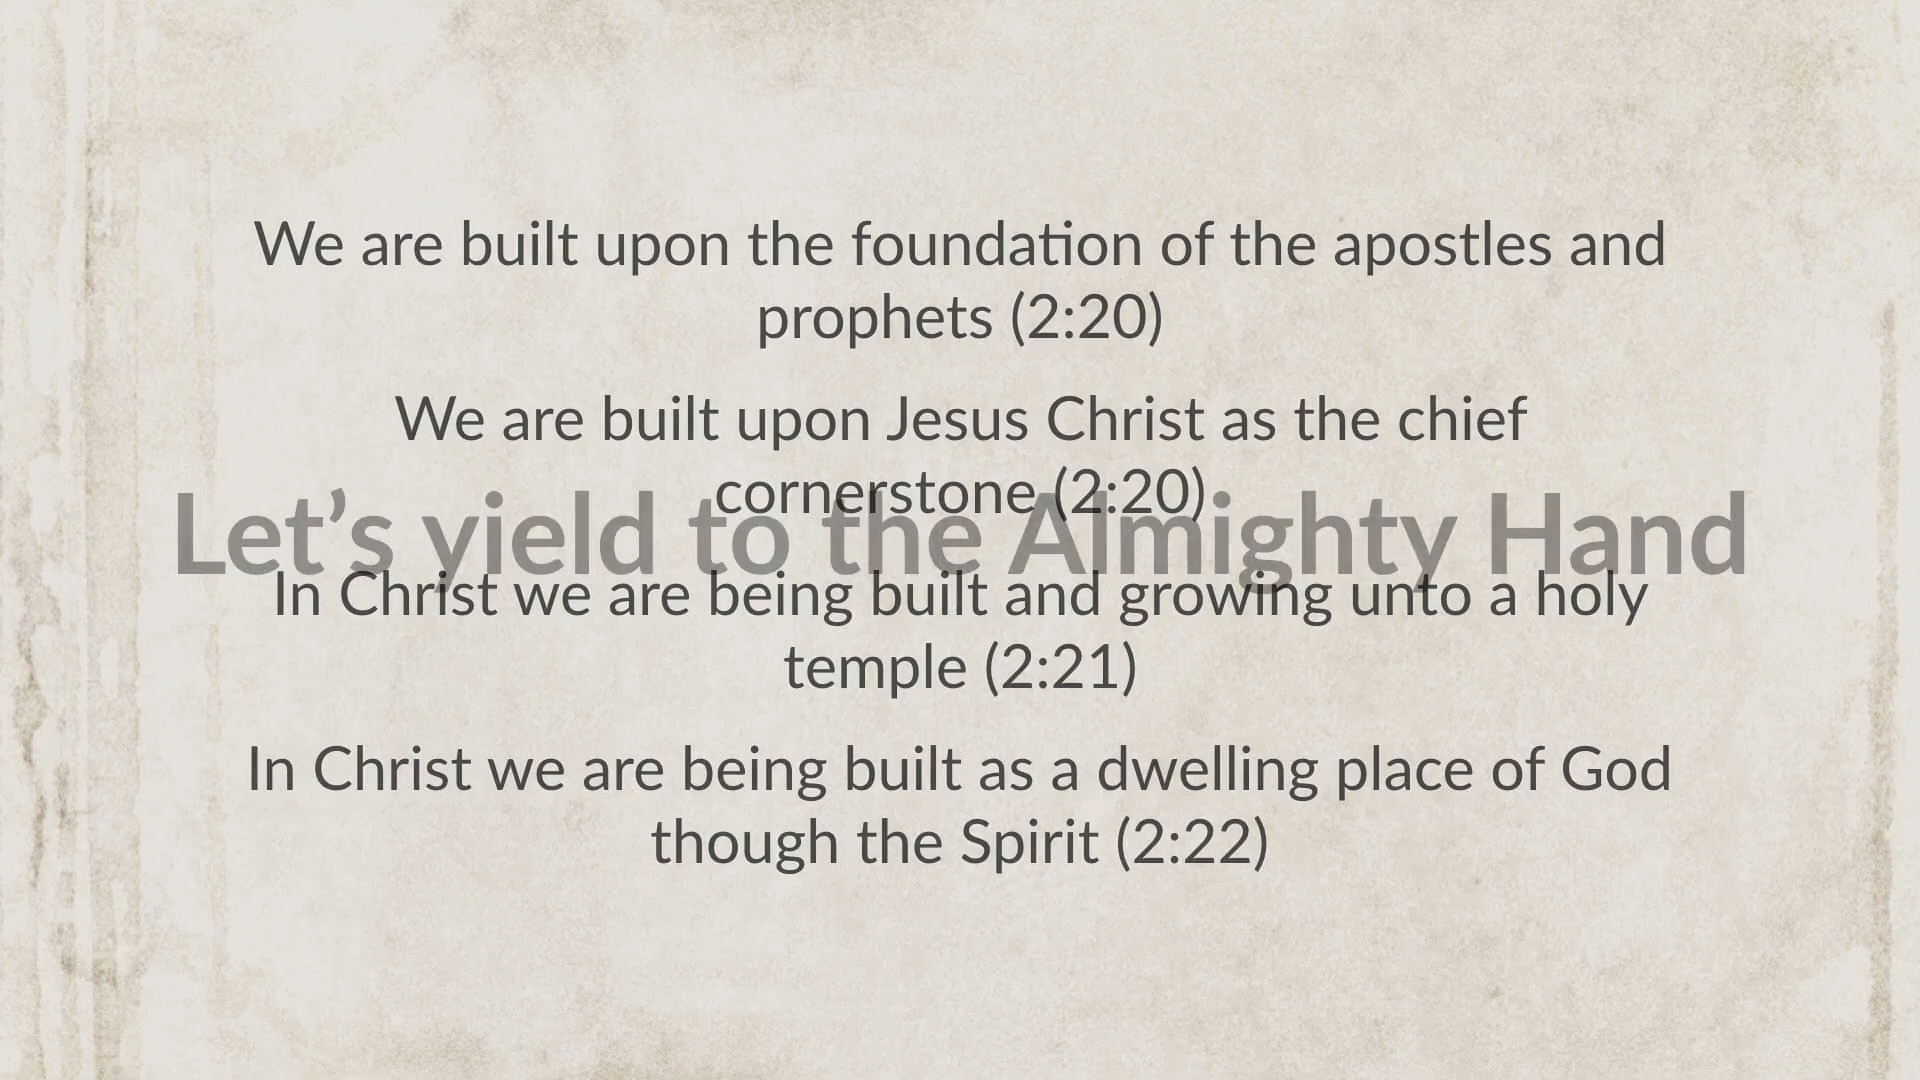 We are built upon the foundation of the apostles and
prophets (2:20)
We are built upon Jesus Christ as the chief
cornerstone (2:20)
Let’s yield to the Almighty Hand
In Christ we are being built and growing unto a holy
temple (2:21)
In Christ we are being built as a dwelling place of God
though the Spirit (2:22)